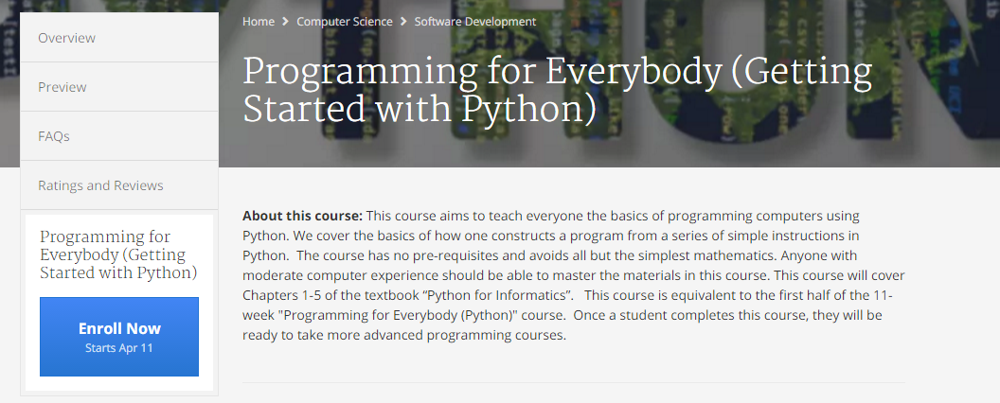 Home > Computer Science > Software Development
Programming for Everybody (Getting
Started with Python)
Overview
Preview
FAQs
Ratings and Reviews
Programming for
Everybody (Getting
Started with Python)
Enroll Now
Starts Apr 11
About this course: This course aims to teach everyone the basics of programming computers using
Python. We cover the basics of how one constructs a program from a series of simple instructions in
Python.  The course has no pre-requisites and avoids all but the simplest mathematics. Anyone with
moderate computer experience should be able to master the materials in this course. This course will cover
Chapters 1-5 of the textbook “Python for Informatics”.   This course is equivalent to the first half of the 11-
week "Programming for Everybody (Python)" course.  Once a student completes this course, they will be
ready to take more advanced programming courses.